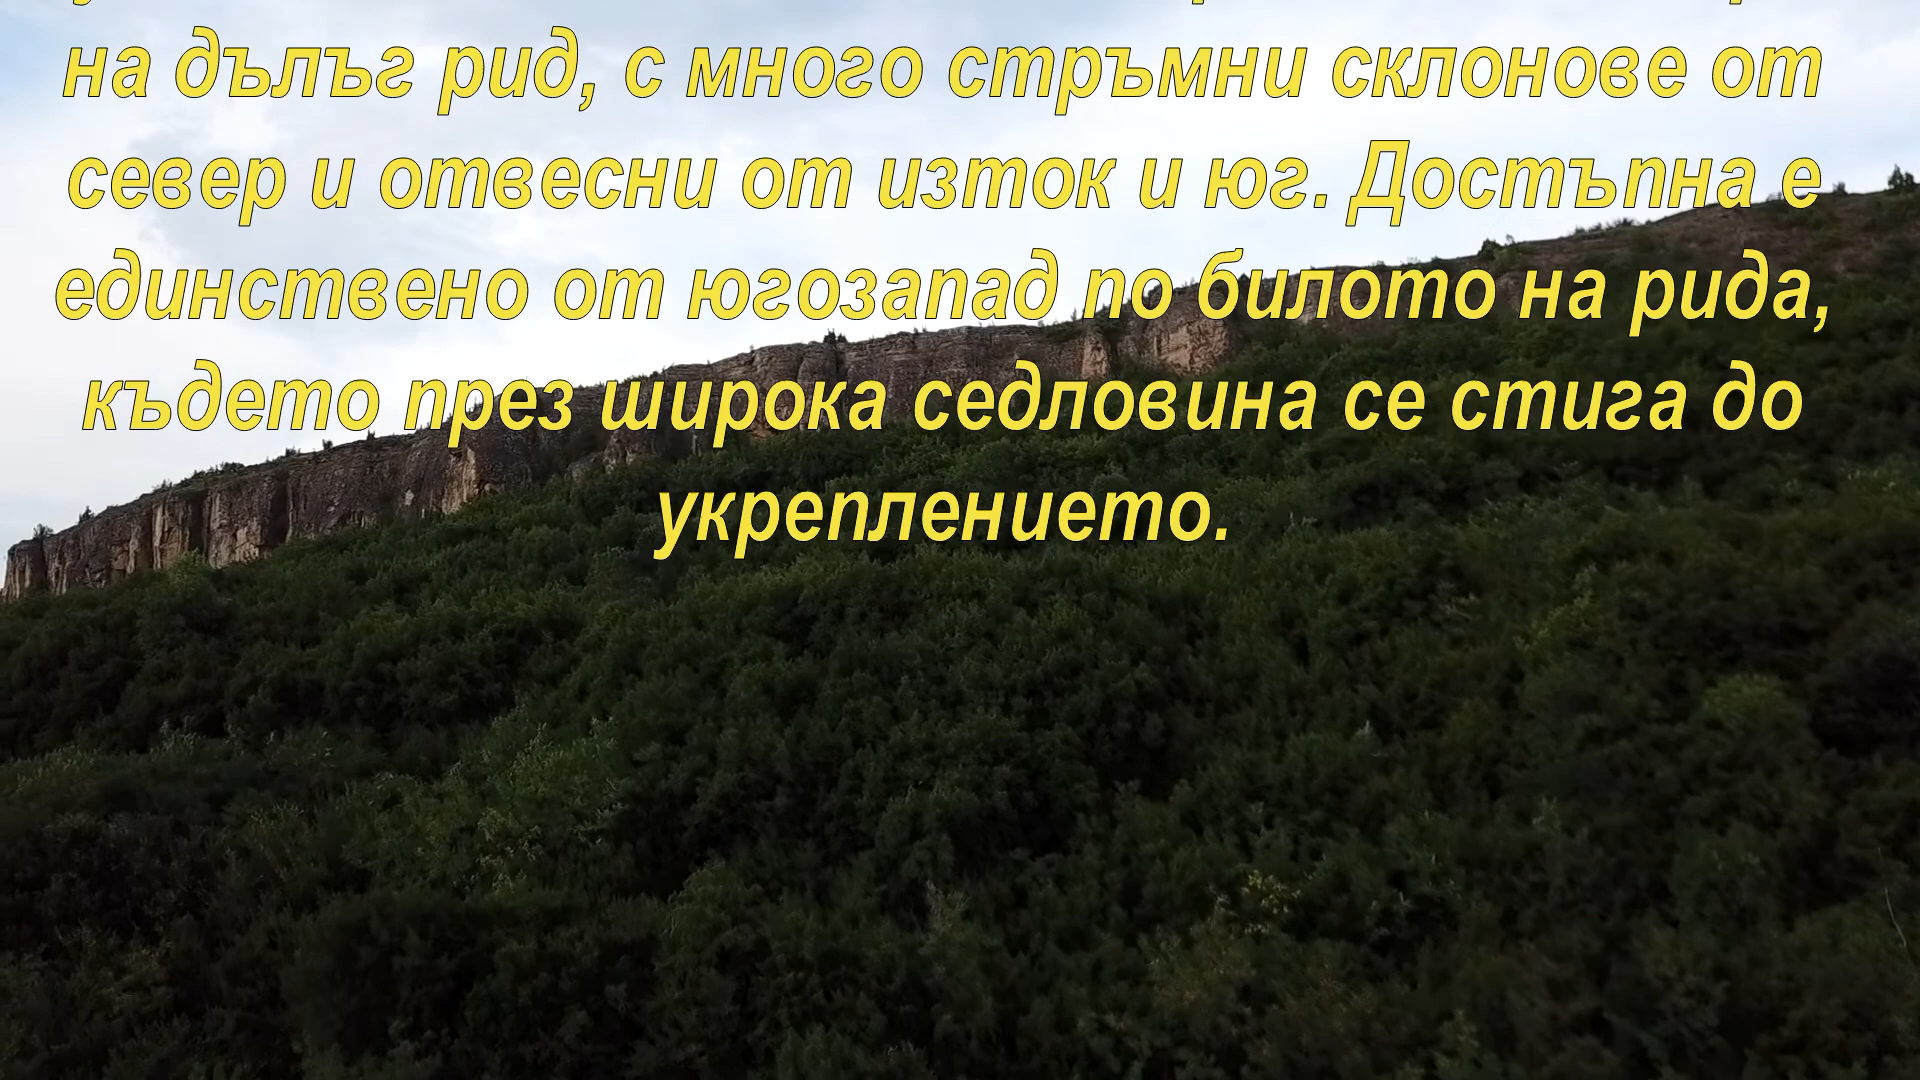 на дълъг рид, с много стръмни склонове от
север и отвесни от изток и юг. Достъпна е
единствено от югозапад по билото на рида,
където през широка седловина се стига до
укреплението.